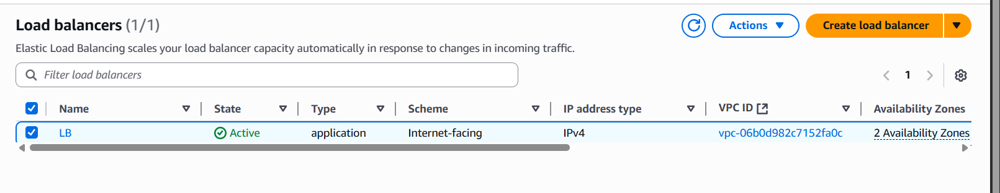 Load balancers (1/1)
Actions
Create load balancer
Elastic Load Balancing scales your load balancer capacity automatically in response to changes in incoming traffic.
Filter load balancers
1
Name State Type Scheme IP address type VPC ID Availability Zones
LB Active application Internet-facing IPv4 vpc-06b0d982c7152fa0c 2 Availability Zones